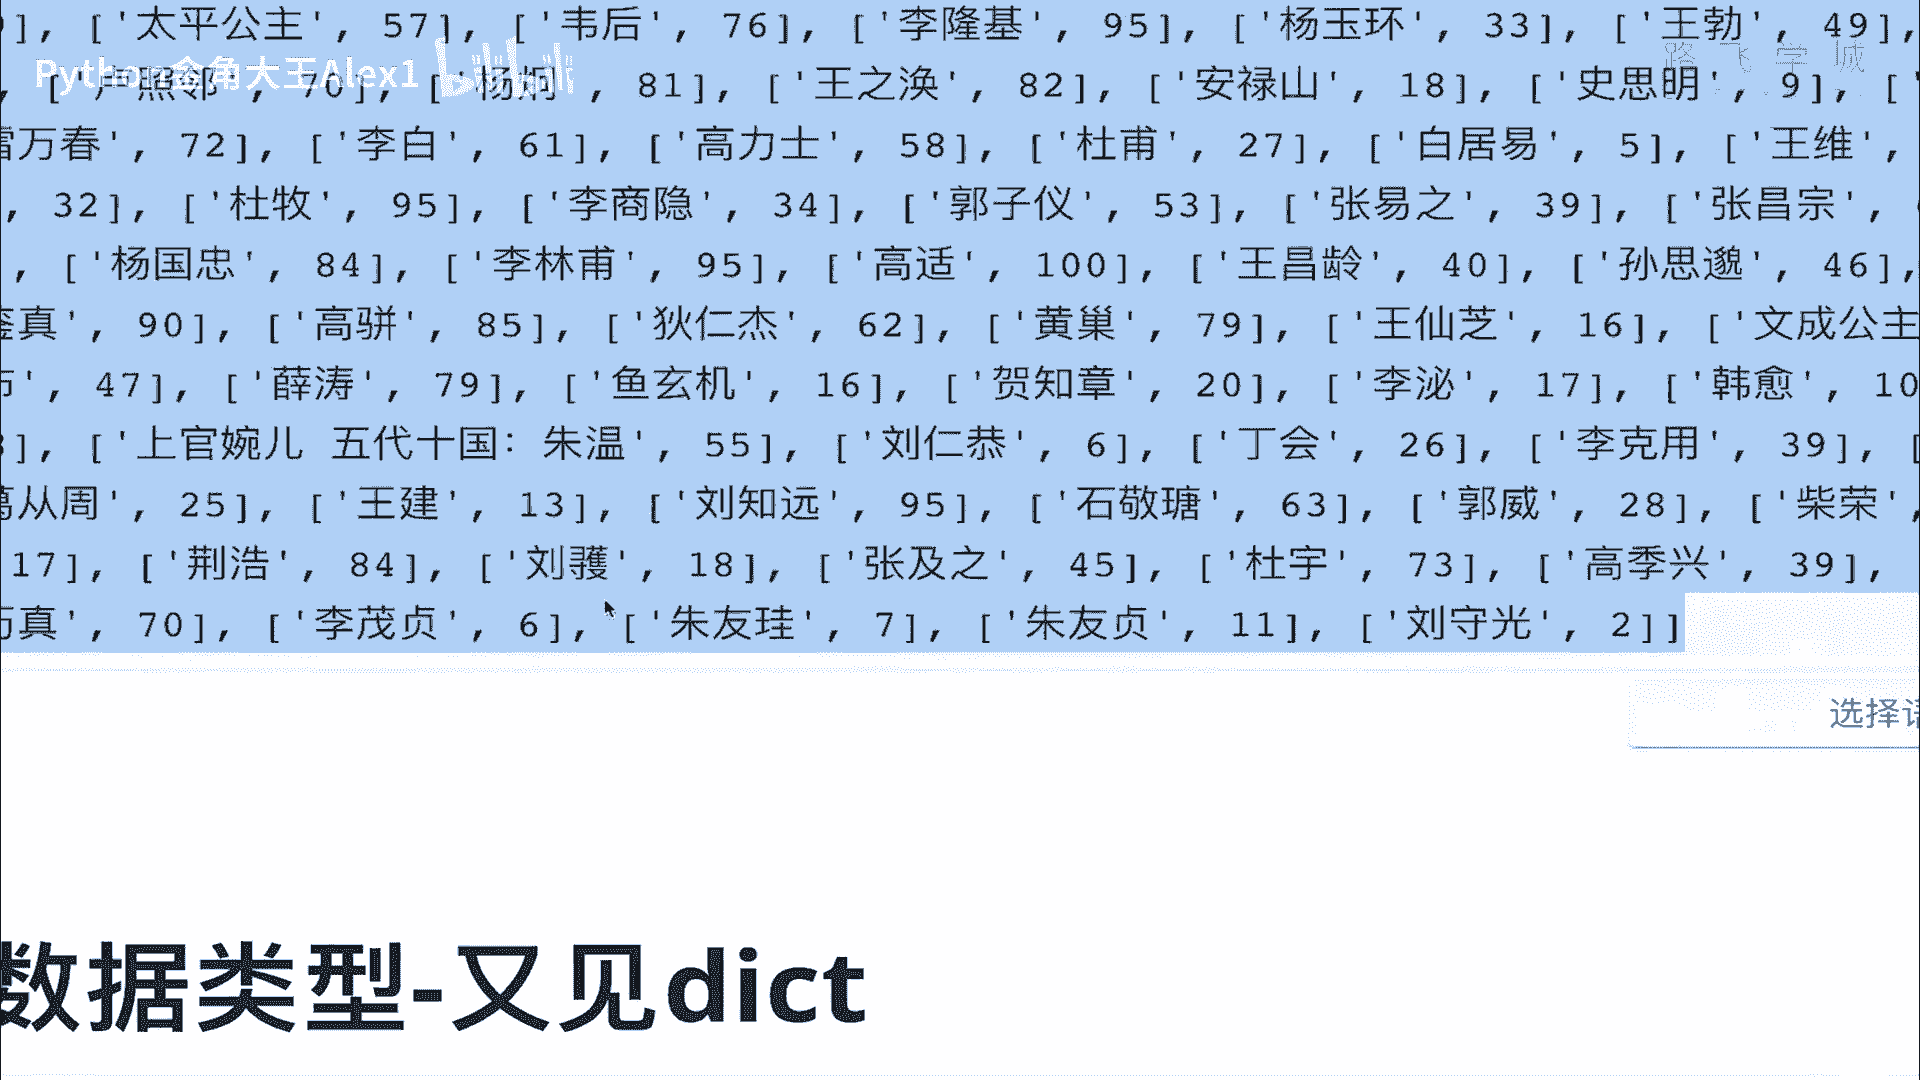 ], ['太平公主', 57], ['韦后', 76], ['李隆基', 95], ['杨玉环', 33], ['王勃', 49],
Python金角大王Alex1 bilibili 路飞学城
, ['卢照邻', 70], ['杨炯', 81], ['王之涣', 82], ['安禄山', 18], ['史思明', 9], ['
雷万春', 72], ['李白', 61], ['高力士', 58], ['杜甫', 27], ['白居易', 5], ['王维',
, 32], ['杜牧', 95], ['李商隐', 34], ['郭子仪', 53], ['张易之', 39], ['张昌宗',
, ['杨国忠', 84], ['李林甫', 95], ['高适', 100], ['王昌龄', 40], ['孙思邈', 46],
真', 90], ['高骈', 85], ['狄仁杰', 62], ['黄巢', 79], ['王仙芝', 16], ['文成公主
', 47], ['薛涛', 79], ['鱼玄机', 16], ['贺知章', 20], ['李泌', 17], ['韩愈', 10
], ['上官婉儿 五代十国：朱温', 55], ['刘仁恭', 6], ['丁会', 26], ['李克用', 39], [
从周', 25], ['王建', 13], ['刘知远', 95], ['石敬瑭', 63], ['郭威', 28], ['柴荣',
17], ['荆浩', 84], ['刘彟', 18], ['张及之', 45], ['杜宇', 73], ['高季兴', 39],
真', 70], ['李茂贞', 6], ['朱友珪', 7], ['朱友贞', 11], ['刘守光', 2]]
选择
数据类型-又见dict